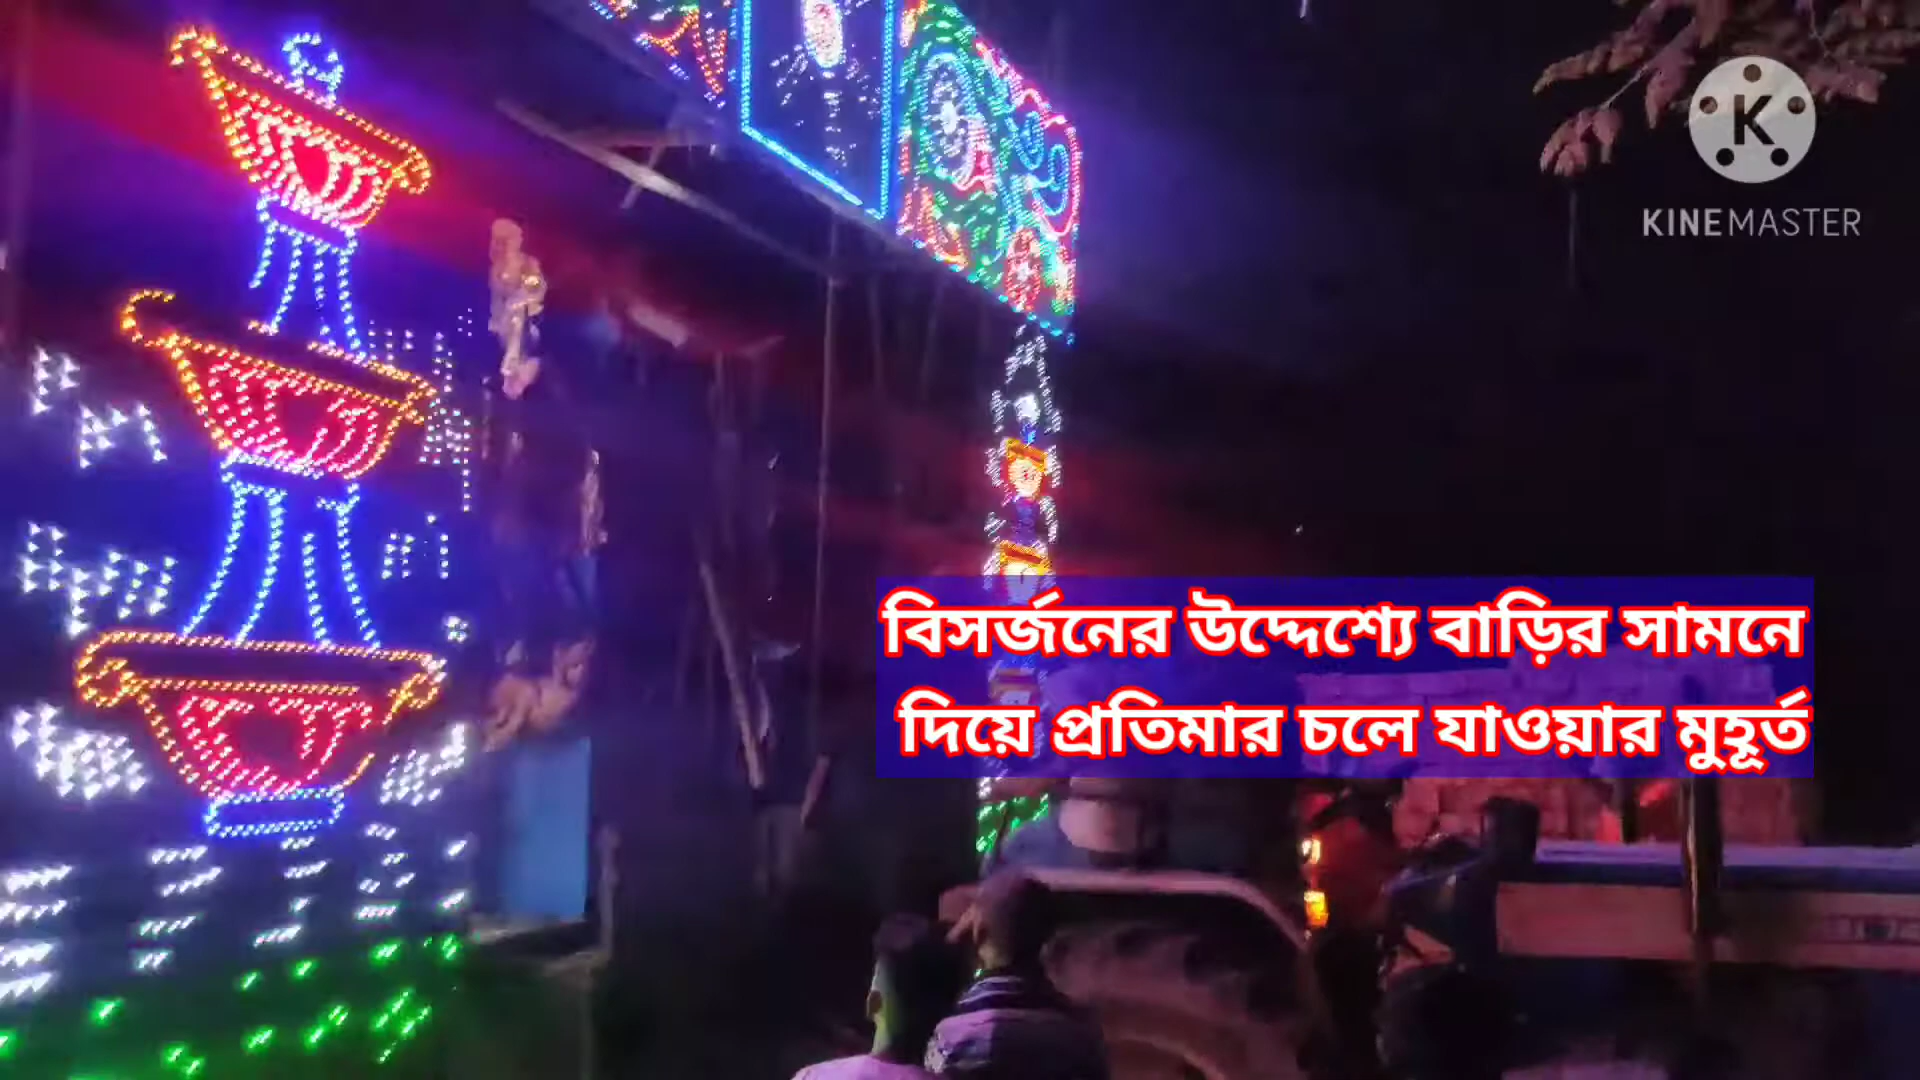 KINEMASTER
বিসর্জনের উদ্দেশ্যে বাড়ির সামনে
দিয়ে প্রতিমার চলে যাওয়ার মুহূর্ত